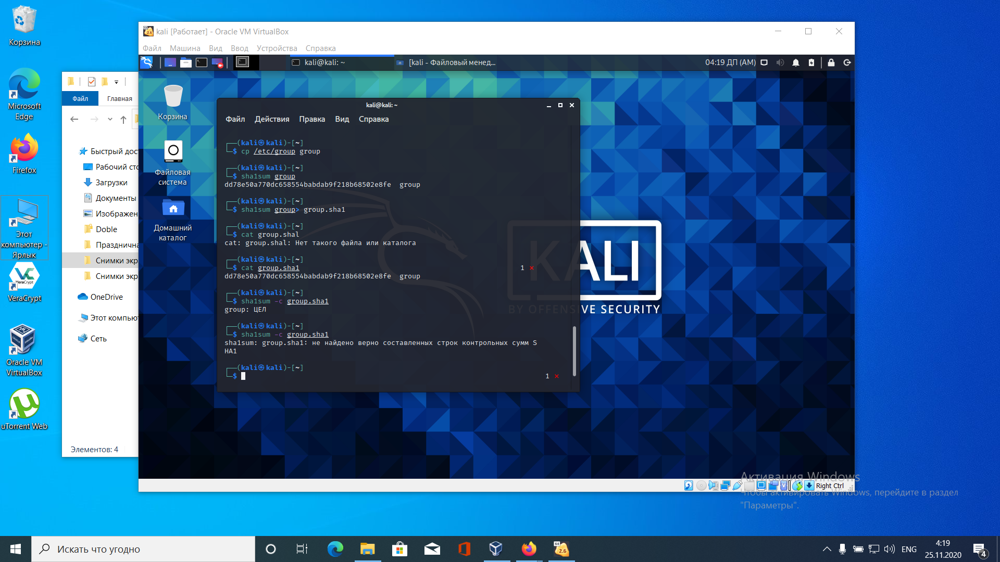 Корзина
Microsoft
Edge
Firefox
Этот
компьютер -
Ярлык
VeraCrypt
VeraCrypt
Oracle VM
VirtualBox
uTorrent Web
Файл
Главная
Быстрый дос
Рабочий сто
Загрузки
Документы
Изображен
Doble
Празднична
Снимки экр
Снимки экр
OneDrive
Этот компьют
Сеть
Элементов: 4
kali [Работает] - Oracle VM VirtualBox
Файл Машина Вид Ввод Устройства Справка
kali@kali: ~
[kali - Файловый менед...
04:19 ДП (AM)
Корзина
Файловая
система
Домашний
каталог
kali@kali: ~
Файл Действия Правка Вид Справка
┌──(kali㉿kali)-[~]
└─$ cp /etc/group group
┌──(kali㉿kali)-[~]
└─$ sha1sum group
dd78e50a770dc658554babdab9f218b68502e8fe  group
┌──(kali㉿kali)-[~]
└─$ sha1sum group> group.sha1
┌──(kali㉿kali)-[~]
└─$ cat group.shal
cat: group.shal: Нет такого файла или каталога
┌──(kali㉿kali)-[~]
└─$ cat group.sha1 1 ⨯
dd78e50a770dc658554babdab9f218b68502e8fe  group
┌──(kali㉿kali)-[~]
└─$ sha1sum -c group.sha1
group: ЦЕЛ
┌──(kali㉿kali)-[~]
└─$ sha1sum -c group.sha1
sha1sum: group.sha1: не найдено верно составленных строк контрольных сумм S
HA1
┌──(kali㉿kali)-[~]
└─$ 1 ⨯
KALI
BY OFFENSIVE SECURITY
Right Ctrl
Активация Windows
Чтобы активировать Windows, перейдите в раздел
"Параметры".
Искать что угодно
64
2.6
ENG
4:19
25.11.2020
4